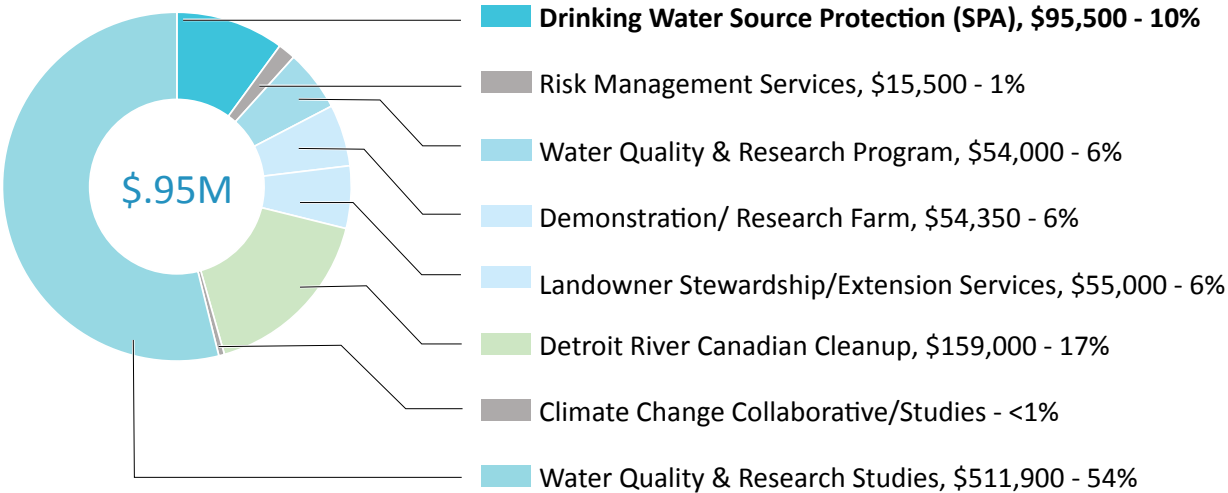 Drinking Water Source Protection (SPA), $95,500 - 10%
Risk Management Services, $15,500 - 1%
Water Quality & Research Program, $54,000 - 6%
$.95M
Demonstration/ Research Farm, $54,350 - 6%
Landowner Stewardship/Extension Services, $55,000 - 6%
Detroit River Canadian Cleanup, $159,000 - 17%
Climate Change Collaborative/Studies - <1%
Water Quality & Research Studies, $511,900 - 54%